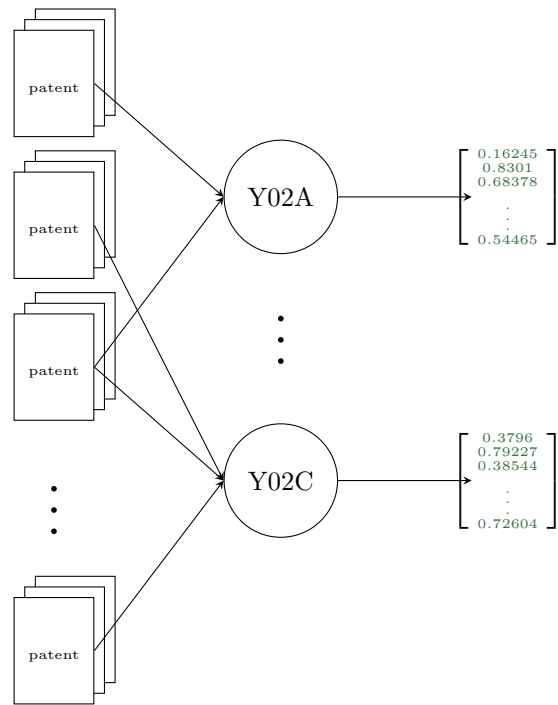 patent
patent
patent
patent
Y02A
Y02C
0.16245
0.8301
0.68378
.
.
.
0.54465
0.3796
0.79227
0.38544
.
.
.
0.72604